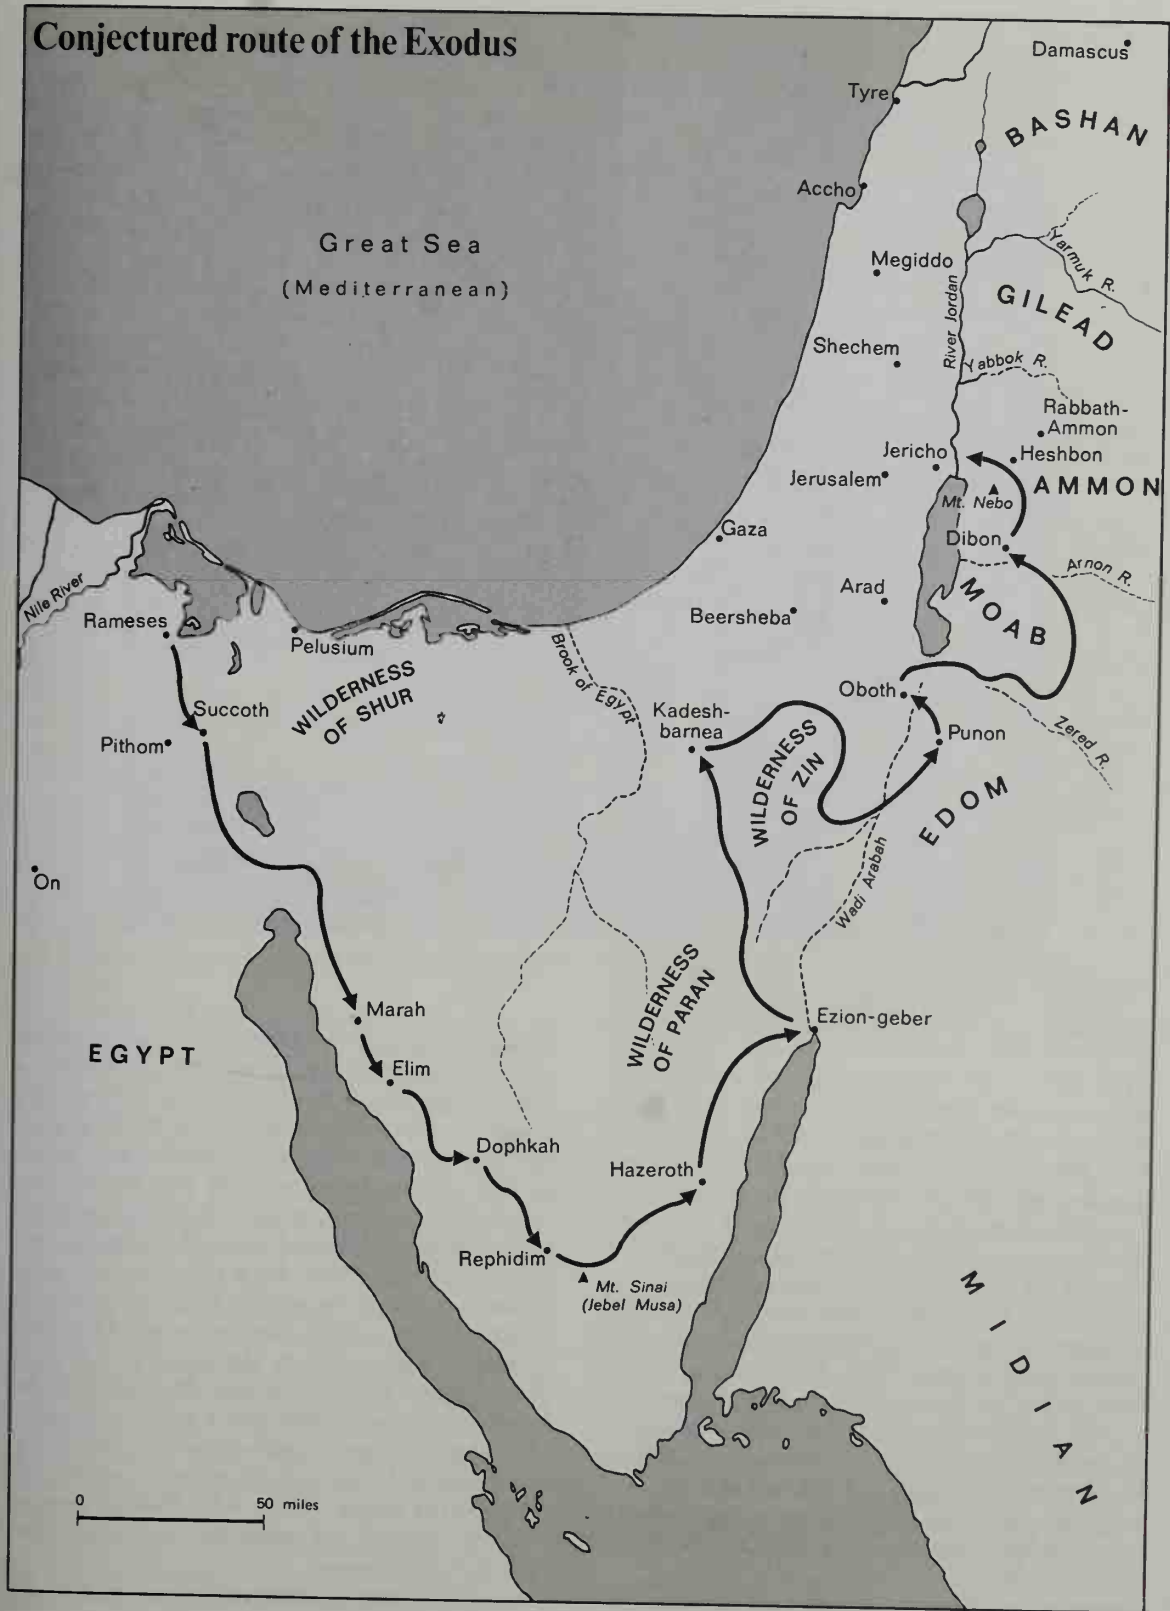 Conjectured route of the Exodus
Damascus
Tyre
BASHAN
Accho
Great Sea
(Mediterranean)
Yarmuk R.
Megiddo
River Jordan
GILEAD
Shechem
Yabbok R.
Rabbath-
Ammon
Jericho
Heshbon
Jerusalem
AMMON
Mt. Nebo
Gaza
Dibon
Arnon R.
Nile River
Arad
MOAB
Rameses
Beersheba
Pelusium
Brook of Egypt
WILDERNESS
OF SHUR
Oboth
Succoth
Kadesh-
barnea
Zered R.
Pithom
Punon
WILDERNESS
OF ZIN
EDOM
On
Wadi Arabah
WILDERNESS
OF PARAN
Marah
Ezion-geber
EGYPT
Elim
Dophkah
Hazeroth
Rephidim
Mt. Sinai
(Jebel Musa)
MIDIAN
0 50 miles